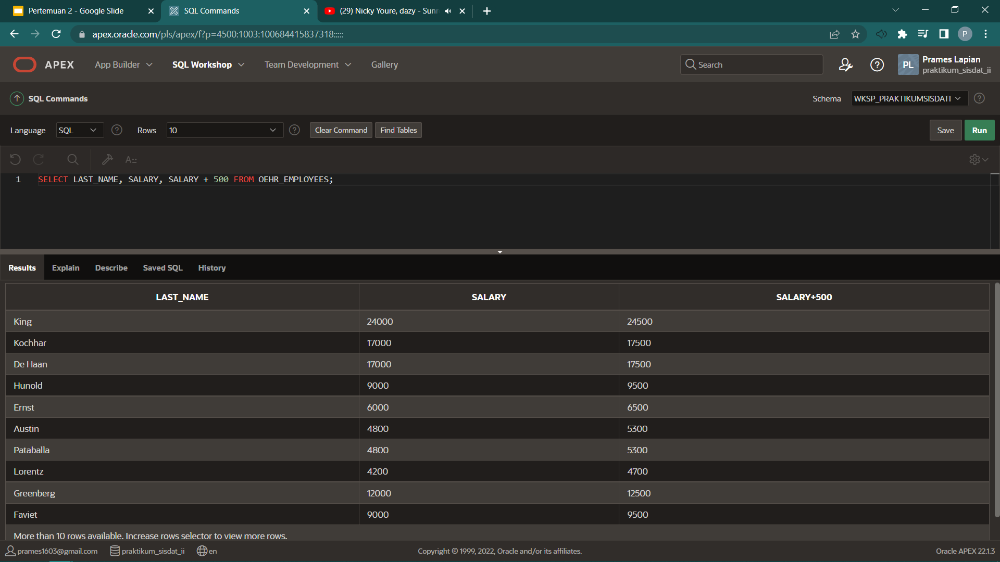 Pertemuan 2 - Google Slide
SQL Commands
(29) Nicky Youre, dazy - Sunr
apex.oracle.com/pls/apex/f?p=4500:1003:100684415837318:::::
P
APEX
App Builder
SQL Workshop
Team Development
Gallery
Search
PL
Prames Lapian
praktikum_sisdat_ii
SQL Commands
Schema
WKSP_PRAKTIKUMSISDATI
Language
SQL
Rows
10
Clear Command
Find Tables
Save
Run
1 SELECT LAST_NAME, SALARY, SALARY + 500 FROM OEHR_EMPLOYEES;
Results Explain Describe Saved SQL History
LAST_NAME SALARY SALARY+500
King 24000 24500
Kochhar 17000 17500
De Haan 17000 17500
Hunold 9000 9500
Ernst 6000 6500
Austin 4800 5300
Pataballa 4800 5300
Lorentz 4200 4700
Greenberg 12000 12500
Faviet 9000 9500
More than 10 rows available. Increase rows selector to view more rows.
prames1603@gmail.com praktikum_sisdat_ii en
Copyright © 1999, 2022, Oracle and/or its affiliates.
Oracle APEX 22.1.3